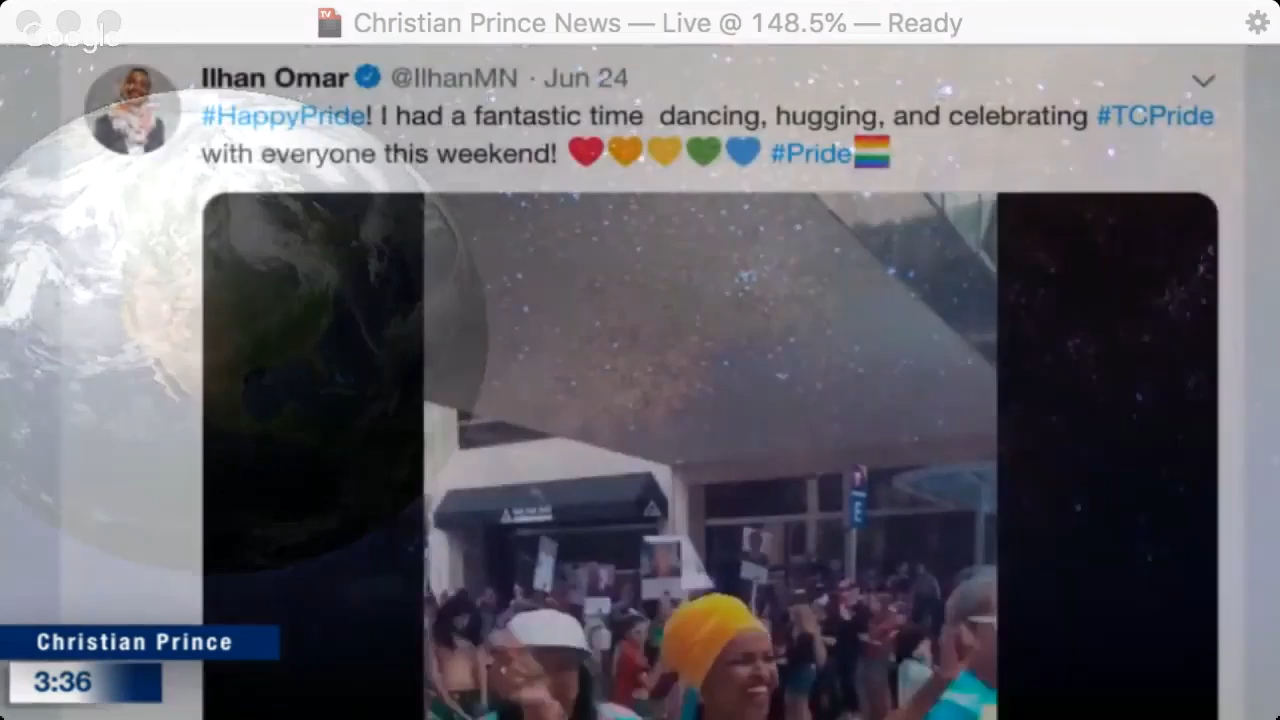 Christian Prince News — Live @ 148.5% — Ready
Google
Ilhan Omar @IlhanMN · Jun 24
#HappyPride! I had a fantastic time dancing, hugging, and celebrating #TCPride
with everyone this weekend! ❤️🧡💛💚💙 #Pride🏳️‍🌈
Christian Prince
3:36